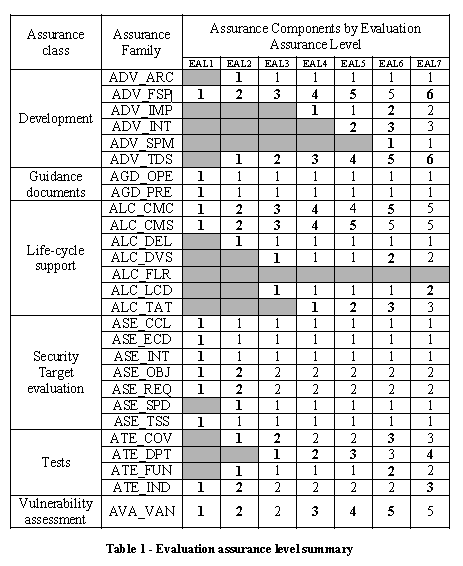 Assurance class Assurance Family Assurance Components by Evaluation Assurance Level
EAL1 EAL2 EAL3 EAL4 EAL5 EAL6 EAL7
Development
ADV_ARC 1 1 1 1 1 1
ADV_FSP 1 2 3 4 5 5 6
ADV_IMP 1 1 2 2
ADV_INT 2 3 3
ADV_SPM 1 1
ADV_TDS 1 2 3 4 5 6
Guidance documents
AGD_OPE 1 1 1 1 1 1 1
AGD_PRE 1 1 1 1 1 1 1
Life-cycle support
ALC_CMC 1 2 3 4 4 5 5
ALC_CMS 1 2 3 4 5 5 5
ALC_DEL 1 1 1 1 1 1
ALC_DVS 1 1 1 2 2
ALC_FLR
ALC_LCD 1 1 1 1 2
ALC_TAT 1 2 3 3
Security Target evaluation
ASE_CCL 1 1 1 1 1 1 1
ASE_ECD 1 1 1 1 1 1 1
ASE_INT 1 1 1 1 1 1 1
ASE_OBJ 1 2 2 2 2 2 2
ASE_REQ 1 2 2 2 2 2 2
ASE_SPD 1 1 1 1 1 1
ASE_TSS 1 1 1 1 1 1 1
Tests
ATE_COV 1 2 2 2 3 3
ATE_DPT 1 2 3 3 4
ATE_FUN 1 1 1 1 2 2
ATE_IND 1 2 2 2 2 2 3
Vulnerability assessment
AVA_VAN 1 2 2 3 4 5 5
Table 1 - Evaluation assurance level summary